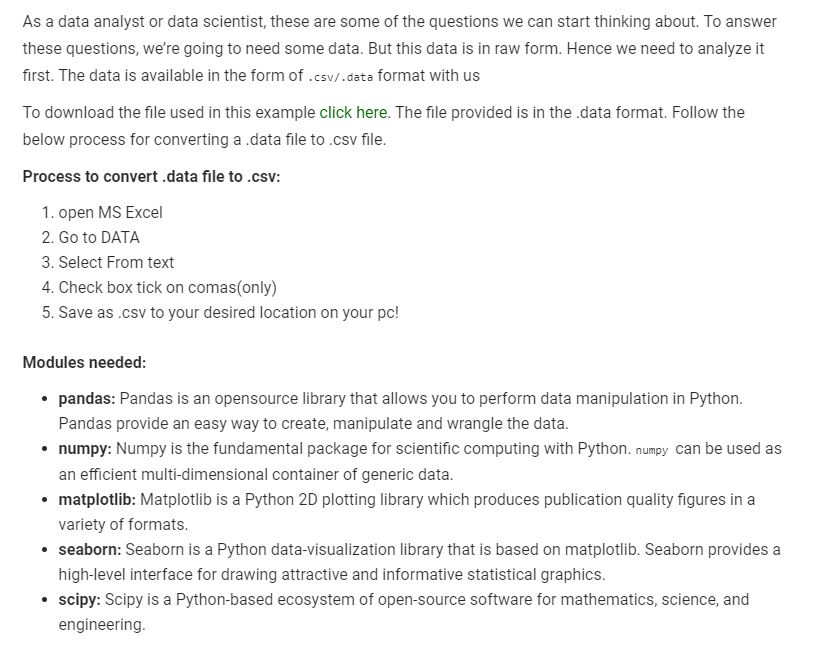 As a data analyst or data scientist, these are some of the questions we can start thinking about. To answer
these questions, we’re going to need some data. But this data is in raw form. Hence we need to analyze it
first. The data is available in the form of .csv/.data format with us
To download the file used in this example click here. The file provided is in the .data format. Follow the
below process for converting a .data file to .csv file.
Process to convert .data file to .csv:
1. open MS Excel
2. Go to DATA
3. Select From text
4. Check box tick on comas(only)
5. Save as .csv to your desired location on your pc!
Modules needed:
• pandas: Pandas is an opensource library that allows you to perform data manipulation in Python.
Pandas provide an easy way to create, manipulate and wrangle the data.
• numpy: Numpy is the fundamental package for scientific computing with Python. numpy can be used as
an efficient multi-dimensional container of generic data.
• matplotlib: Matplotlib is a Python 2D plotting library which produces publication quality figures in a
variety of formats.
• seaborn: Seaborn is a Python data-visualization library that is based on matplotlib. Seaborn provides a
high-level interface for drawing attractive and informative statistical graphics.
• scipy: Scipy is a Python-based ecosystem of open-source software for mathematics, science, and
engineering.